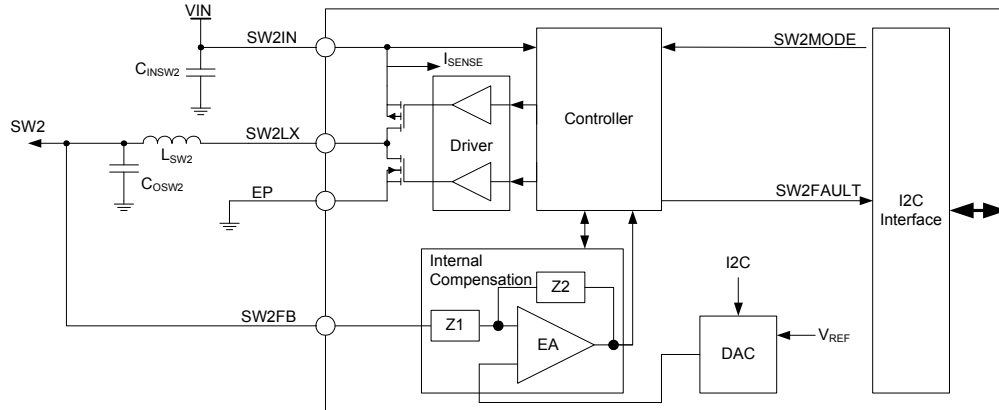 VIN
SW2IN
SW2MODE
CINSW2
ISENSE
SW2
SW2LX
Controller
Driver
LSW2
COSW2
EP
SW2FAULT
I2C
Interface
Internal
Compensation
I2C
Z2
SW2FB
Z1
EA
DAC
VREF